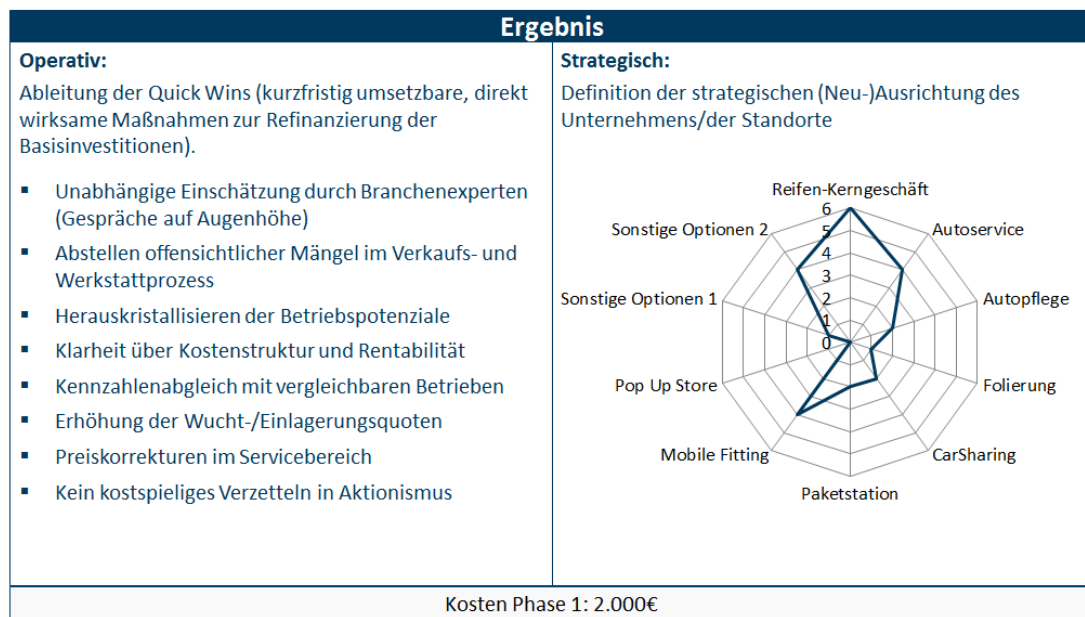 Ergebnis
Operativ:
Ableitung der Quick Wins (kurzfristig umsetzbare, direkt
wirksame Maßnahmen zur Refinanzierung der
Basisinvestitionen).
▪ Unabhängige Einschätzung durch Branchenexperten
(Gespräche auf Augenhöhe)
▪ Abstellen offensichtlicher Mängel im Verkaufs- und
Werkstattprozess
▪ Herauskristallisieren der Betriebspotenziale
▪ Klarheit über Kostenstruktur und Rentabilität
▪ Kennzahlenabgleich mit vergleichbaren Betrieben
▪ Erhöhung der Wucht-/Einlagerungsquoten
▪ Preiskorrekturen im Servicebereich
▪ Kein kostspieliges Verzetteln in Aktionismus
Strategisch:
Definition der strategischen (Neu-)Ausrichtung des
Unternehmens/der Standorte
Reifen-Kerngeschäft
Autoservice
Autopflege
Folierung
CarSharing
Paketstation
Mobile Fitting
Pop Up Store
Sonstige Optionen 1
Sonstige Optionen 2
6
5
4
3
2
1
0
Kosten Phase 1: 2.000€